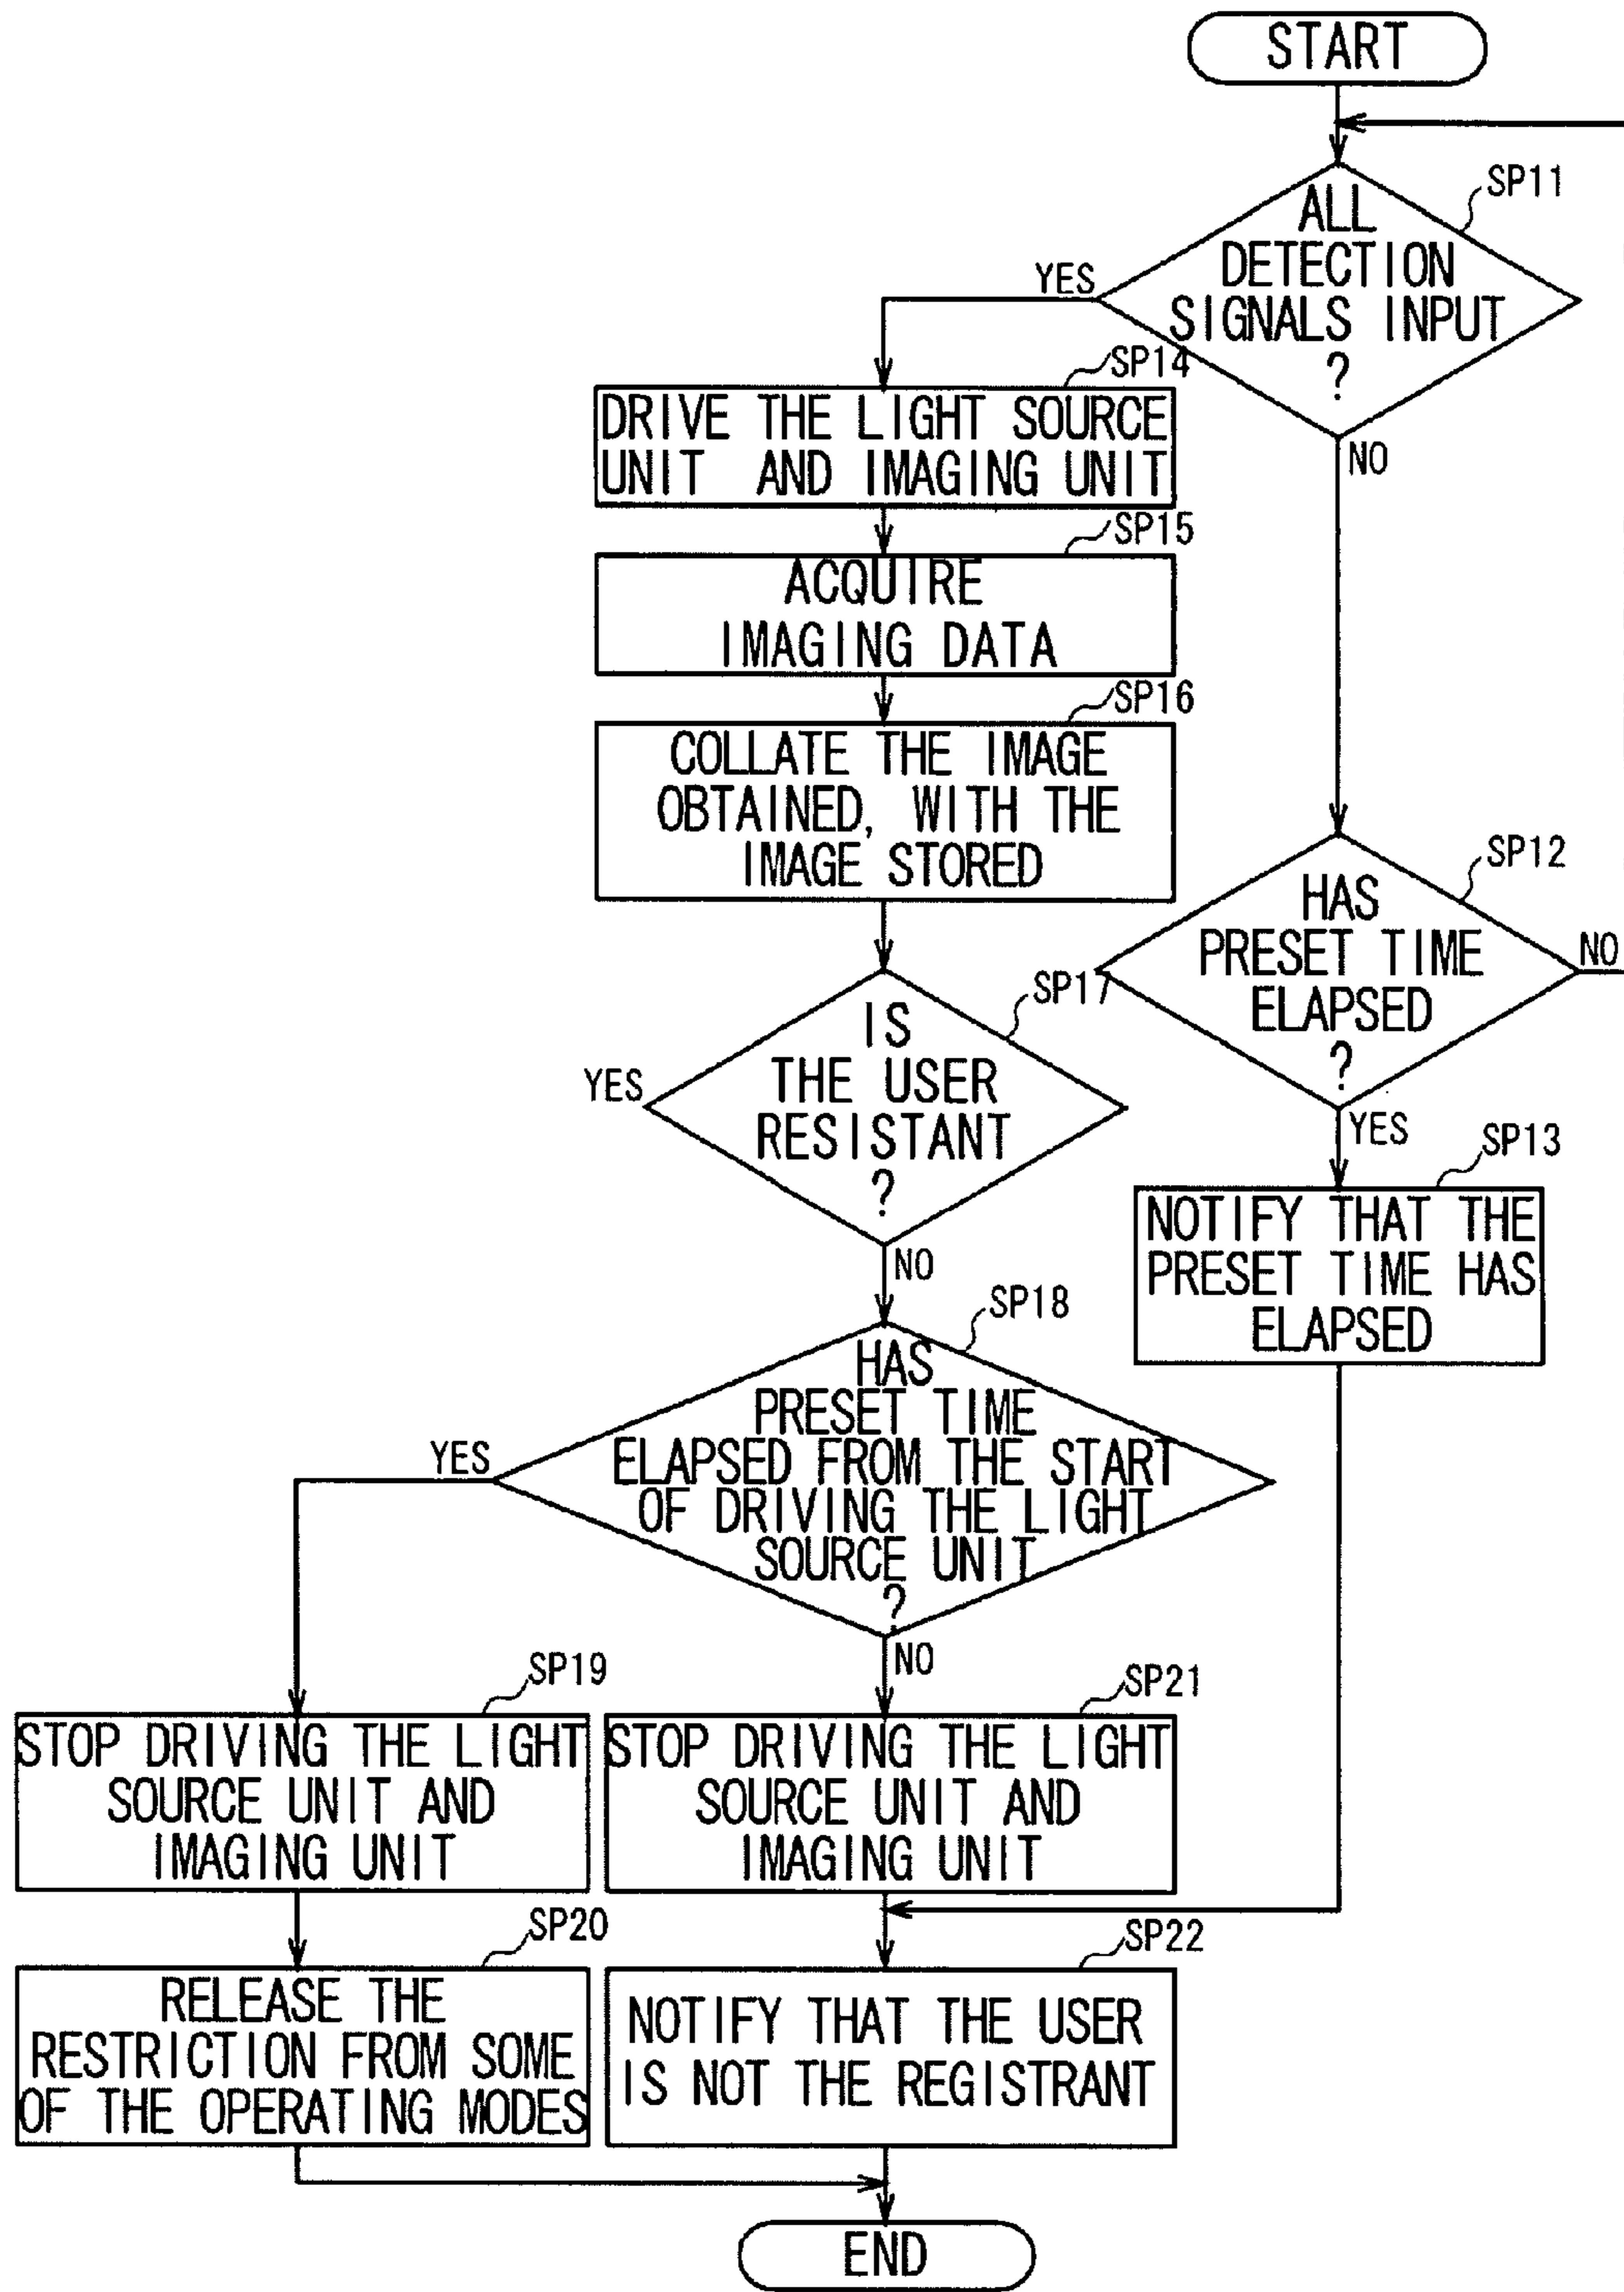 START
SP11
ALL
DETECTION
SIGNALS INPUT
?
YES
NO
SP14
DRIVE THE LIGHT SOURCE
UNIT AND IMAGING UNIT
SP15
ACQUIRE
IMAGING DATA
SP16
COLLATE THE IMAGE
OBTAINED, WITH THE
IMAGE STORED
SP12
HAS
PRESET TIME
ELAPSED
?
NO
YES
SP17
IS
THE USER
RESISTANT
?
YES
NO
SP13
NOTIFY THAT THE
PRESET TIME HAS
ELAPSED
SP18
HAS
PRESET TIME
ELAPSED FROM THE START
OF DRIVING THE LIGHT
SOURCE UNIT
?
YES
NO
SP19
STOP DRIVING THE LIGHT
SOURCE UNIT AND
IMAGING UNIT
SP21
STOP DRIVING THE LIGHT
SOURCE UNIT AND
IMAGING UNIT
SP20
RELEASE THE
RESTRICTION FROM SOME
OF THE OPERATING MODES
SP22
NOTIFY THAT THE USER
IS NOT THE REGISTRANT
END